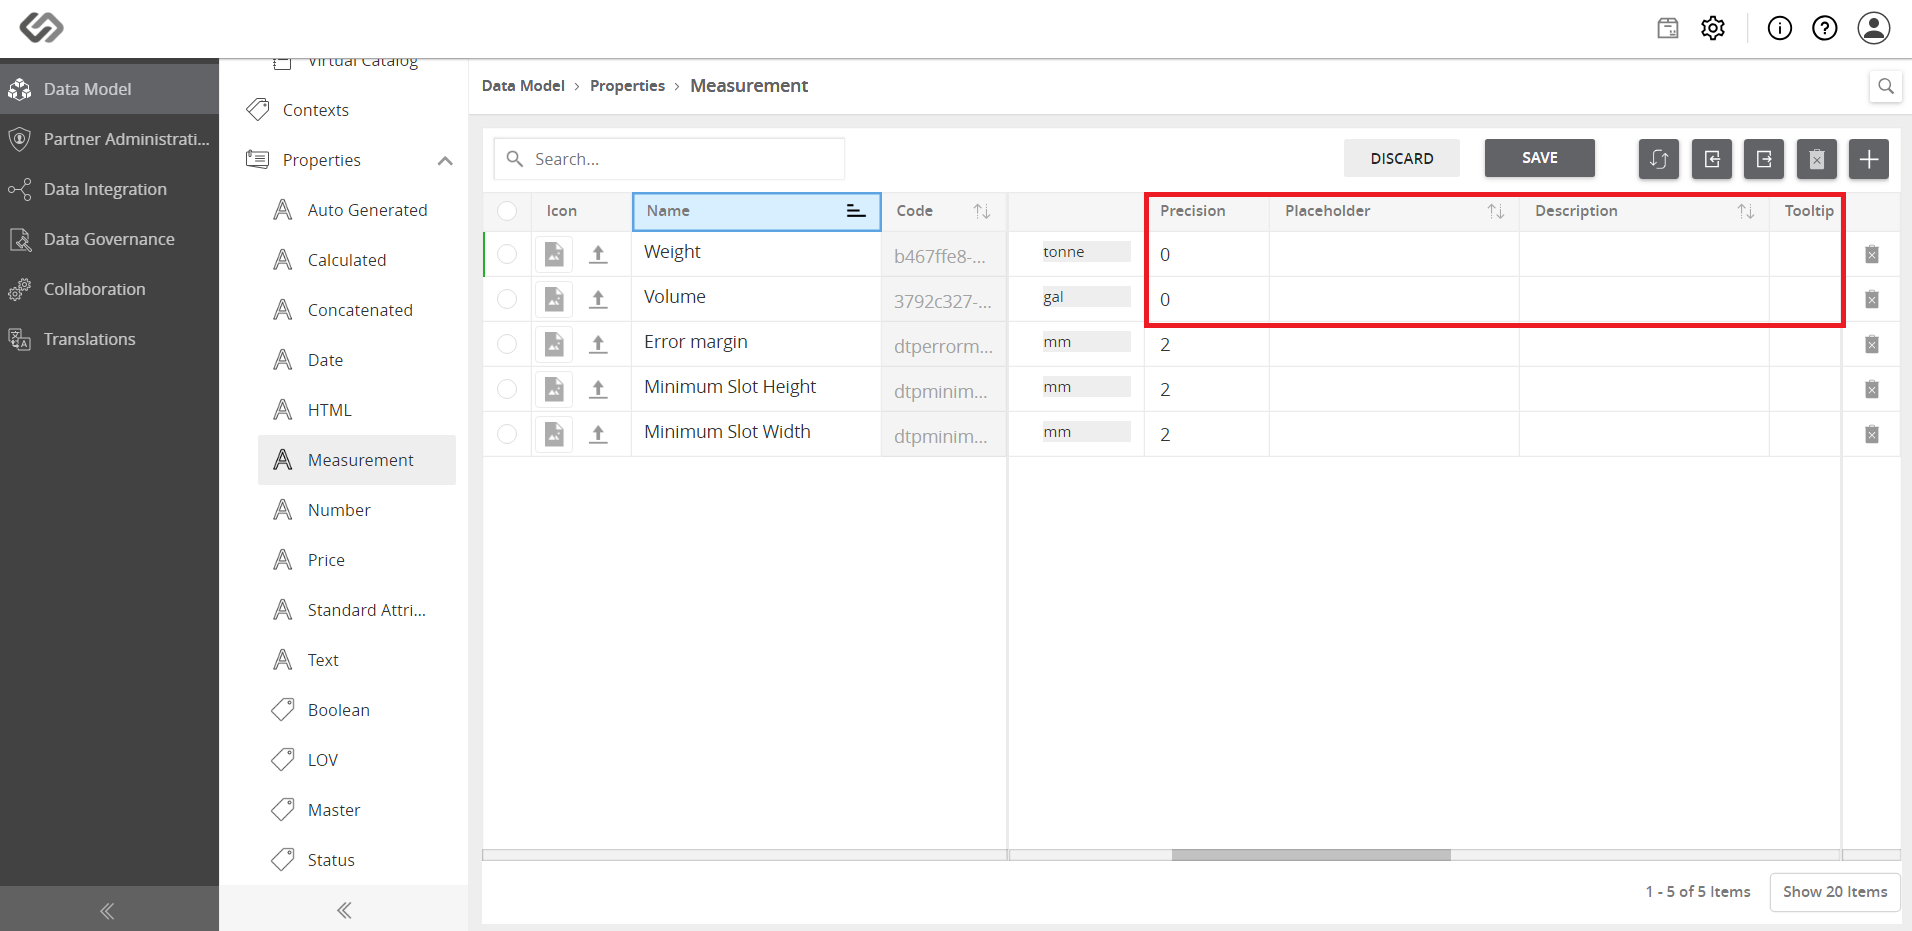 Data Model
Partner Administrati...
Data Integration
Data Governance
Collaboration
Translations
Virtual Catalog
Contexts
Properties
Auto Generated
Calculated
Concatenated
Date
HTML
Measurement
Number
Price
Standard Attri...
Text
Boolean
LOV
Master
Status
Data Model > Properties > Measurement
Search...
DISCARD
SAVE
Icon Name Code Precision Placeholder Description Tooltip
Weight b467ffe8-... tonne 0
Volume 3792c327-... gal 0
Error margin dtperrorm... mm 2
Minimum Slot Height dtpminim... mm 2
Minimum Slot Width dtpminim... mm 2
1 - 5 of 5 Items
Show 20 Items